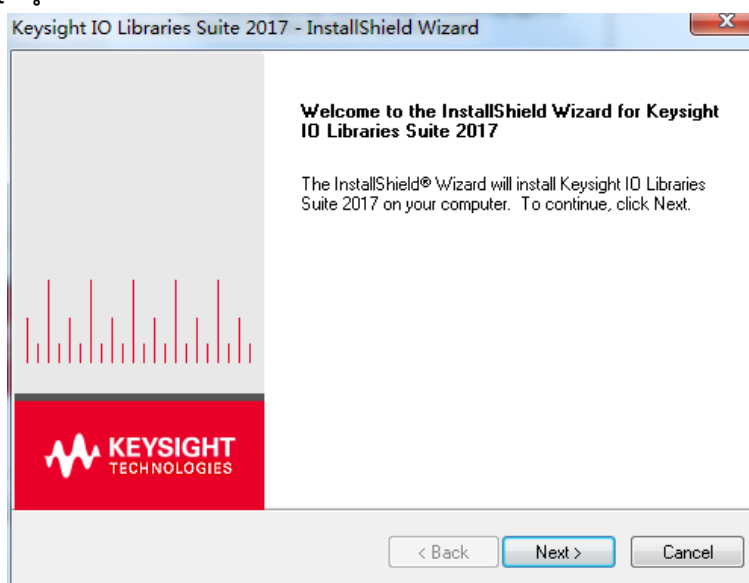 Keysight IO Libraries Suite 2017 - InstallShield Wizard
Welcome to the InstallShield Wizard for Keysight
IO Libraries Suite 2017
The InstallShield® Wizard will install Keysight IO Libraries
Suite 2017 on your computer. To continue, click Next.
KEYSIGHT
TECHNOLOGIES
< Back
Next >
Cancel